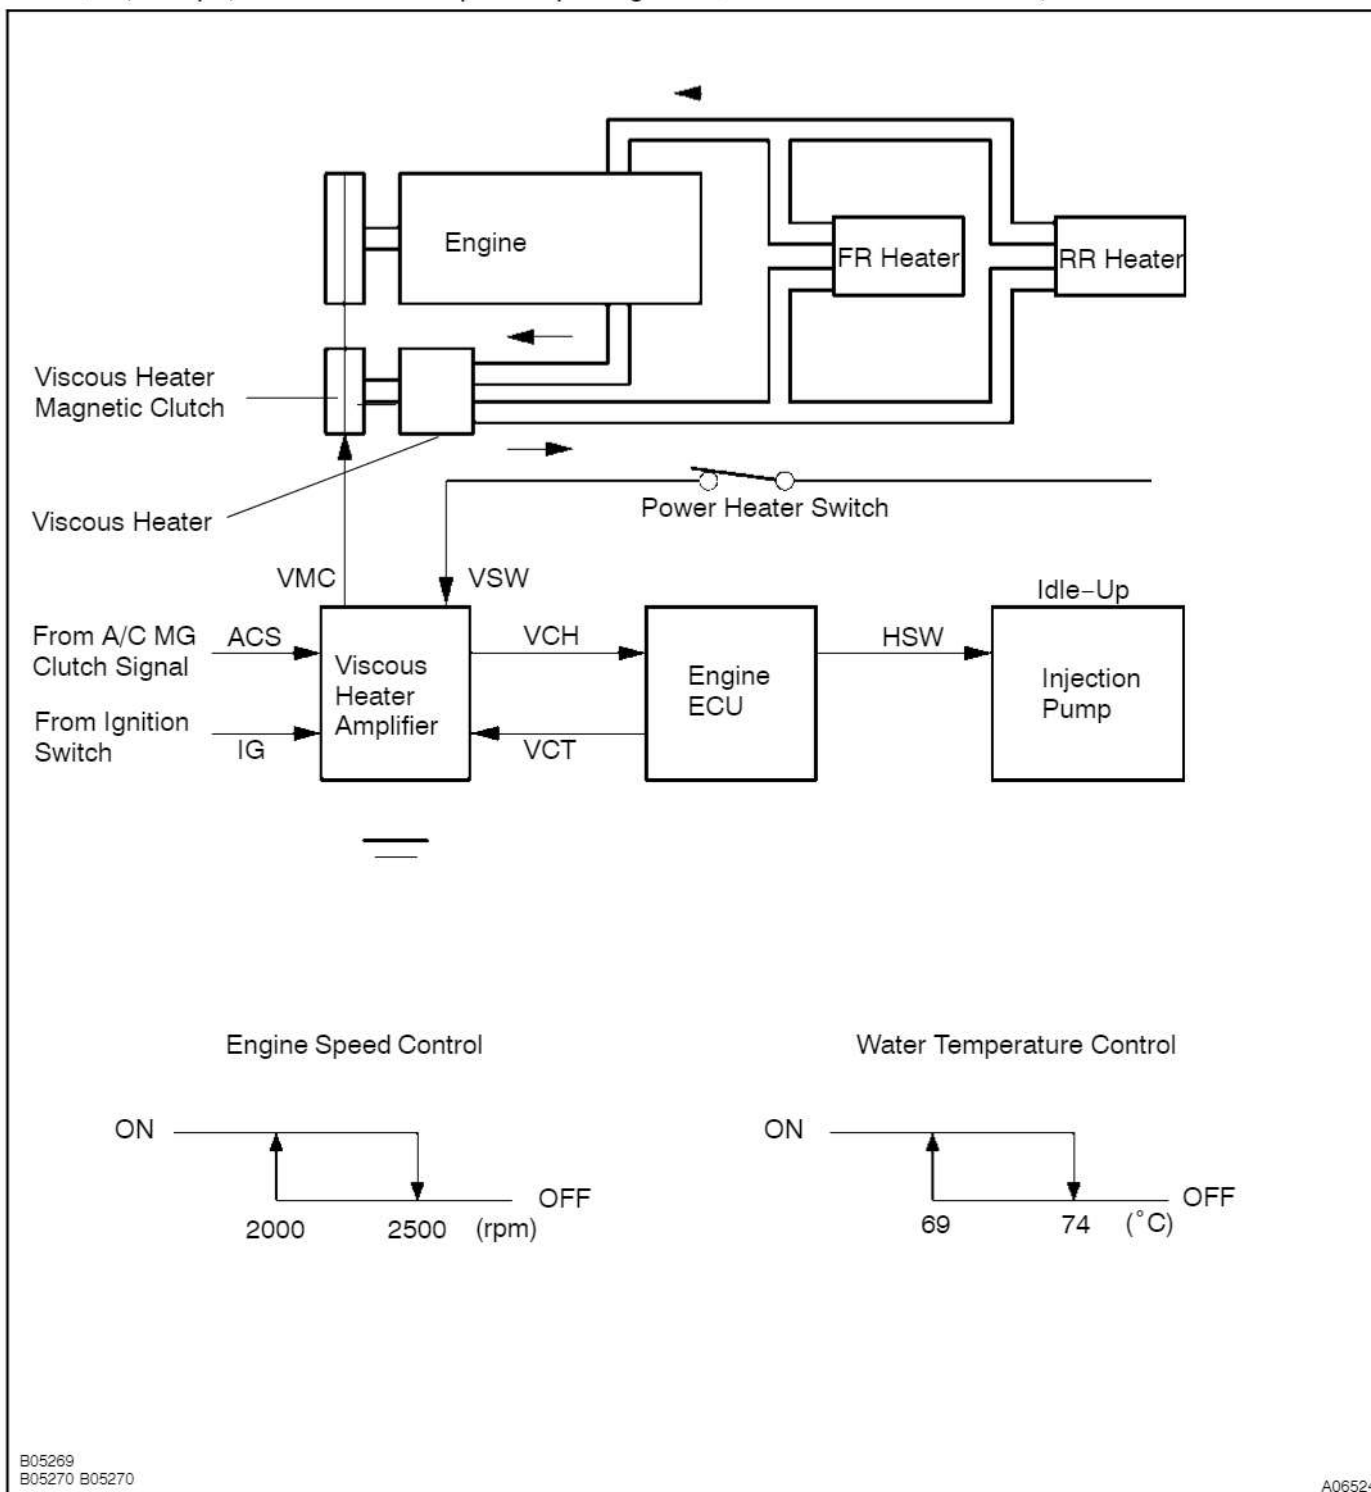 Engine
FR Heater
RR Heater
Viscous Heater
Magnetic Clutch
Viscous Heater
Power Heater Switch
VMC
VSW
Idle-Up
From A/C MG
Clutch Signal
ACS
Viscous
Heater
Amplifier
VCH
Engine
ECU
HSW
Injection
Pump
From Ignition
Switch
IG
VCT
Engine Speed Control
Water Temperature Control
ON
OFF
2000
2500
(rpm)
ON
OFF
69
74
(°C)
B05269
B05270 B05270
A06524